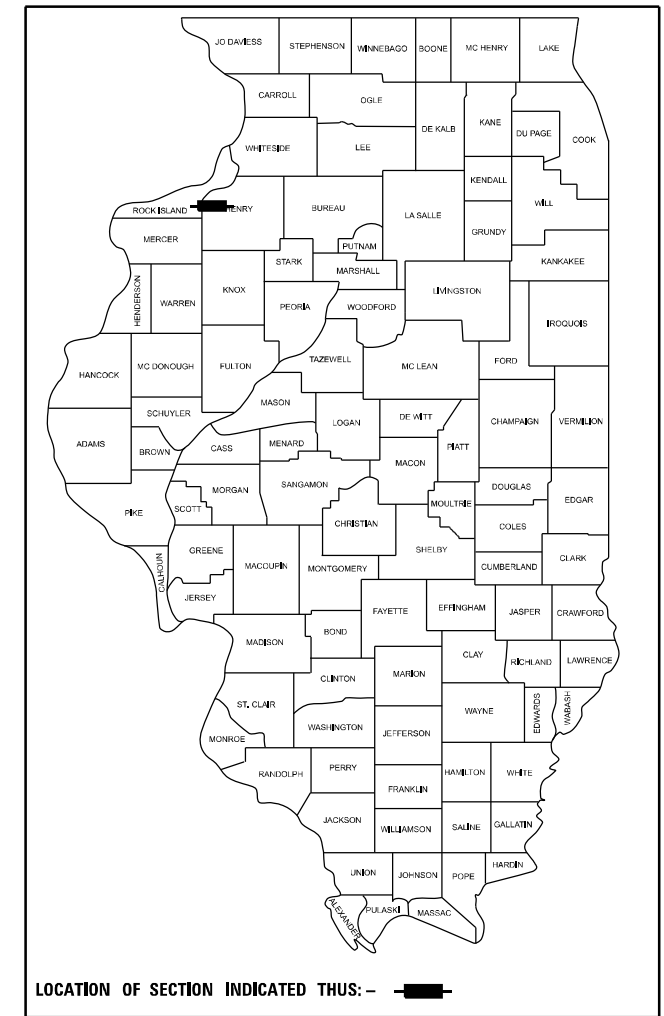 JO DAVIESS STEPHENSON WINNEBAGO BOONE MC HENRY LAKE
CARROLL OGLE DE KALB KANE DU PAGE COOK
WHITESIDE LEE
KENDALL WILL
ROCK ISLAND HENRY BUREAU LA SALLE GRUNDY
MERCER PUTNAM
STARK MARSHALL KANKAKEE
HENDERSON WARREN KNOX PEORIA WOODFORD LIVINGSTON IROQUOIS
HANCOCK MC DONOUGH FULTON TAZEWELL MC LEAN FORD
MASON
SCHUYLER LOGAN DE WITT CHAMPAIGN VERMILION
ADAMS BROWN CASS MENARD MACON PIATT
MORGAN SANGAMON DOUGLAS
PIKE SCOTT CHRISTIAN MOULTRIE COLES EDGAR
GREENE MACOUPIN MONTGOMERY SHELBY CUMBERLAND CLARK
CALHOUN JERSEY FAYETTE EFFINGHAM JASPER CRAWFORD
MADISON BOND
CLAY RICHLAND LAWRENCE
CLINTON MARION
ST. CLAIR WAYNE EDWARDS WABASH
MONROE WASHINGTON JEFFERSON
RANDOLPH PERRY HAMILTON WHITE
FRANKLIN
JACKSON WILLIAMSON SALINE GALLATIN
UNION JOHNSON POPE HARDIN
ALEXANDER PULASKI MASSAC
LOCATION OF SECTION INDICATED THUS: –